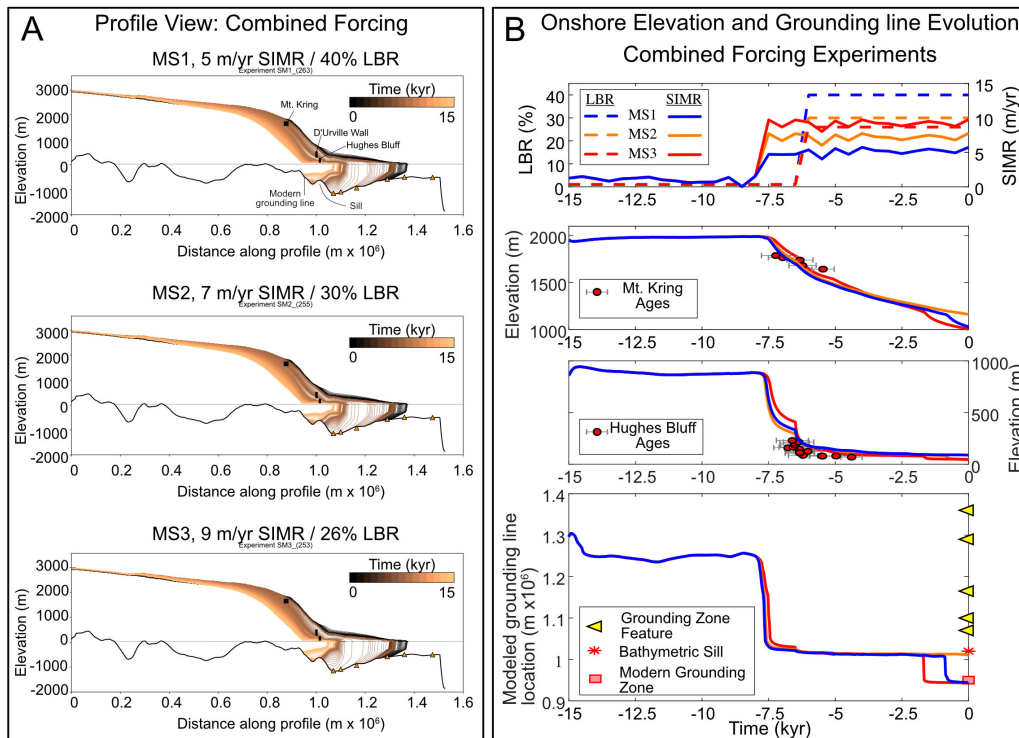 A
Profile View: Combined Forcing
MS1, 5 m/yr SIMR / 40% LBR
Experiment SM1_(263)
Time (kyr)
0 15
Mt. Kring
D'Urville Wall
Hughes Bluff
Modern
grounding line
Sill
Elevation (m)
3000
2000
1000
0
-1000
-2000
0 0.2 0.4 0.6 0.8 1.0 1.2 1.4 1.6
Distance along profile (m x 10⁶)
MS2, 7 m/yr SIMR / 30% LBR
Experiment SM2_(255)
Time (kyr)
0 15
Elevation (m)
3000
2000
1000
0
-1000
-2000
0 0.2 0.4 0.6 0.8 1.0 1.2 1.4 1.6
Distance along profile (m x 10⁶)
MS3, 9 m/yr SIMR / 26% LBR
Experiment SM3_(253)
Time (kyr)
0 15
Elevation (m)
3000
2000
1000
0
-1000
-2000
0 0.2 0.4 0.6 0.8 1.0 1.2 1.4 1.6
Distance along profile (m x 10⁶)
B
Onshore Elevation and Grounding line Evolution
Combined Forcing Experiments
LBR (%)
40
30
20
10
0
LBR SIMR
MS1
MS2
MS3
15
10
5
0
SIMR (m/yr)
-15 -12.5 -10 -7.5 -5 -2.5 0
Elevation (m)
2000
1500
1000
Mt. Kring
Ages
-15 -12.5 -10 -7.5 -5 -2.5 0
Hughes Bluff
Ages
1000
500
0
Elevation (m)
-15 -12.5 -10 -7.5 -5 -2.5 0
Modeled grounding line
location (m x10⁶)
1.4
1.3
1.2
1.1
1
0.9
Grounding Zone
Feature
Bathymetric Sill
Modern Grounding
Zone
-15 -12.5 -10 -7.5 -5 -2.5 0
Time (kyr)